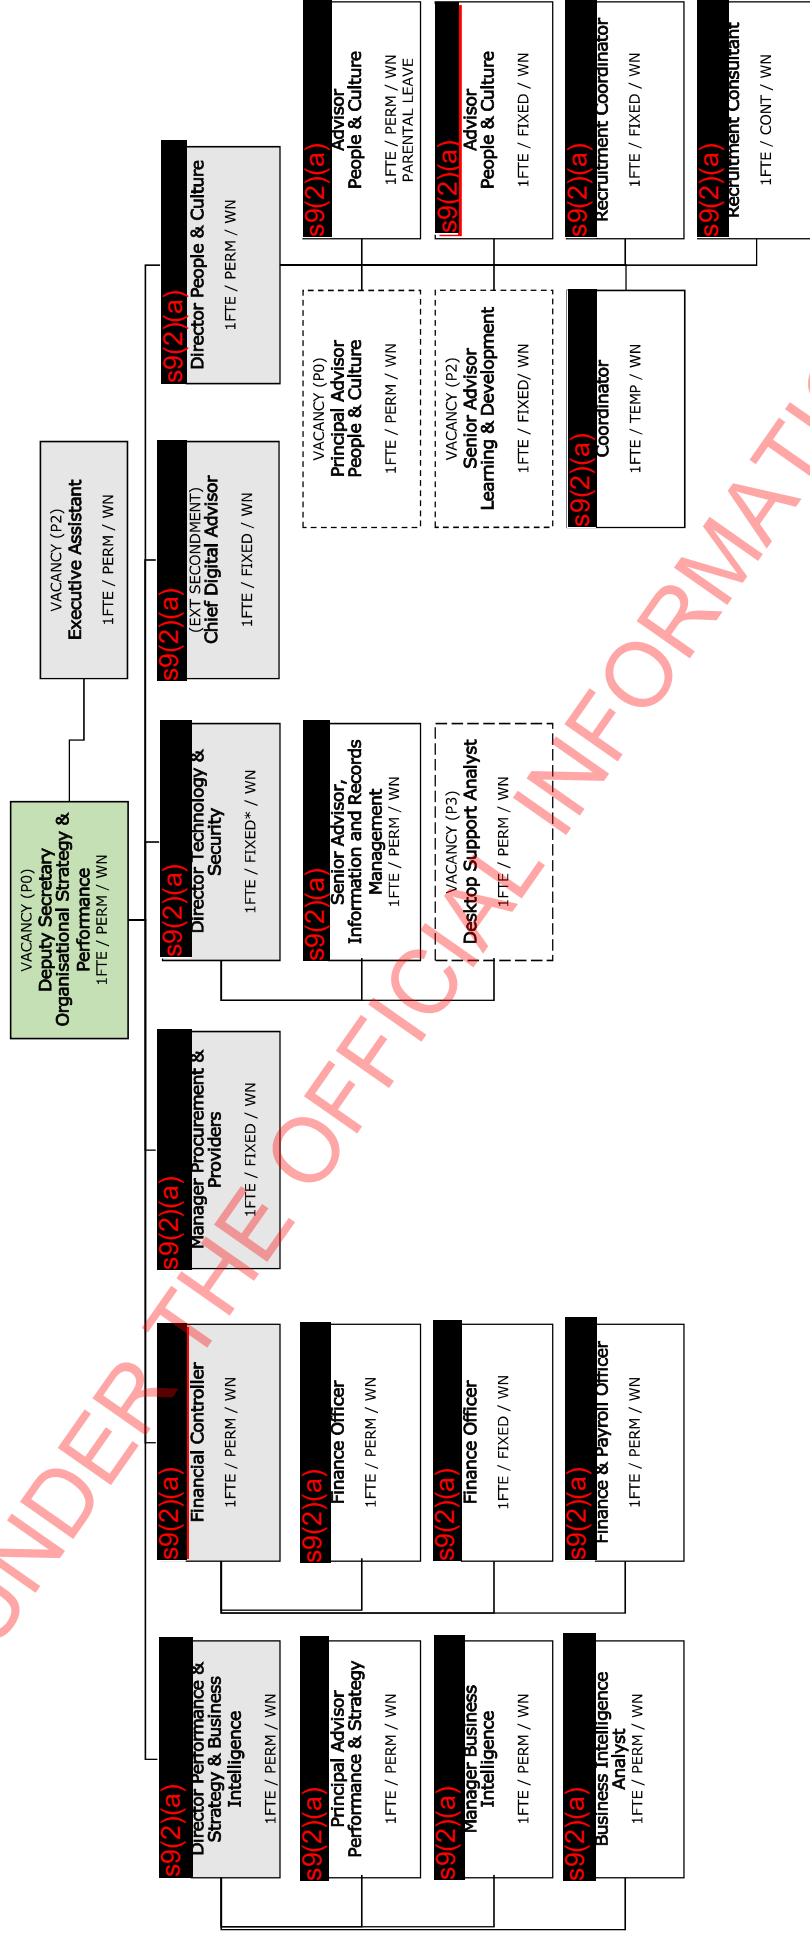 VACANCY (P0)
Deputy Secretary
Organisational Strategy &
Performance
1FTE / PERM / WN
VACANCY (P2)
Executive Assistant
1FTE / PERM / WN
s9(2)(a)
Director Performance &
Strategy & Business
Intelligence
1FTE / PERM / WN
s9(2)(a)
Principal Advisor
Performance & Strategy
1FTE / PERM / WN
s9(2)(a)
Manager Business
Intelligence
1FTE / PERM / WN
s9(2)(a)
Business Intelligence
Analyst
1FTE / PERM / WN
s9(2)(a)
Financial Controller
1FTE / PERM / WN
s9(2)(a)
Finance Officer
1FTE / PERM / WN
s9(2)(a)
Finance Officer
1FTE / FIXED / WN
s9(2)(a)
Finance & Payroll Officer
1FTE / PERM / WN
s9(2)(a)
Manager Procurement &
Providers
1FTE / FIXED / WN
s9(2)(a)
Director Technology &
Security
1FTE / FIXED* / WN
s9(2)(a)
Senior Advisor,
Information and Records
Management
1FTE / PERM / WN
VACANCY (P3)
Desktop Support Analyst
1FTE / PERM / WN
s9(2)(a)
(EXT SECONDMENT)
Chief Digital Advisor
1FTE / FIXED / WN
s9(2)(a)
Director People & Culture
1FTE / PERM / WN
VACANCY (P0)
Principal Advisor
People & Culture
1FTE / PERM / WN
s9(2)(a)
Advisor
People & Culture
1FTE / PERM / WN
PARENTAL LEAVE
VACANCY (P2)
Senior Advisor
Learning & Development
1FTE / FIXED/ WN
s9(2)(a)
Advisor
People & Culture
1FTE / FIXED / WN
s9(2)(a)
Coordinator
1FTE / TEMP / WN
s9(2)(a)
Recruitment Coordinator
1FTE / FIXED / WN
s9(2)(a)
Recruitment Consultant
1FTE / CONT / WN
UNDER THE OFFICIAL INFORMATIO